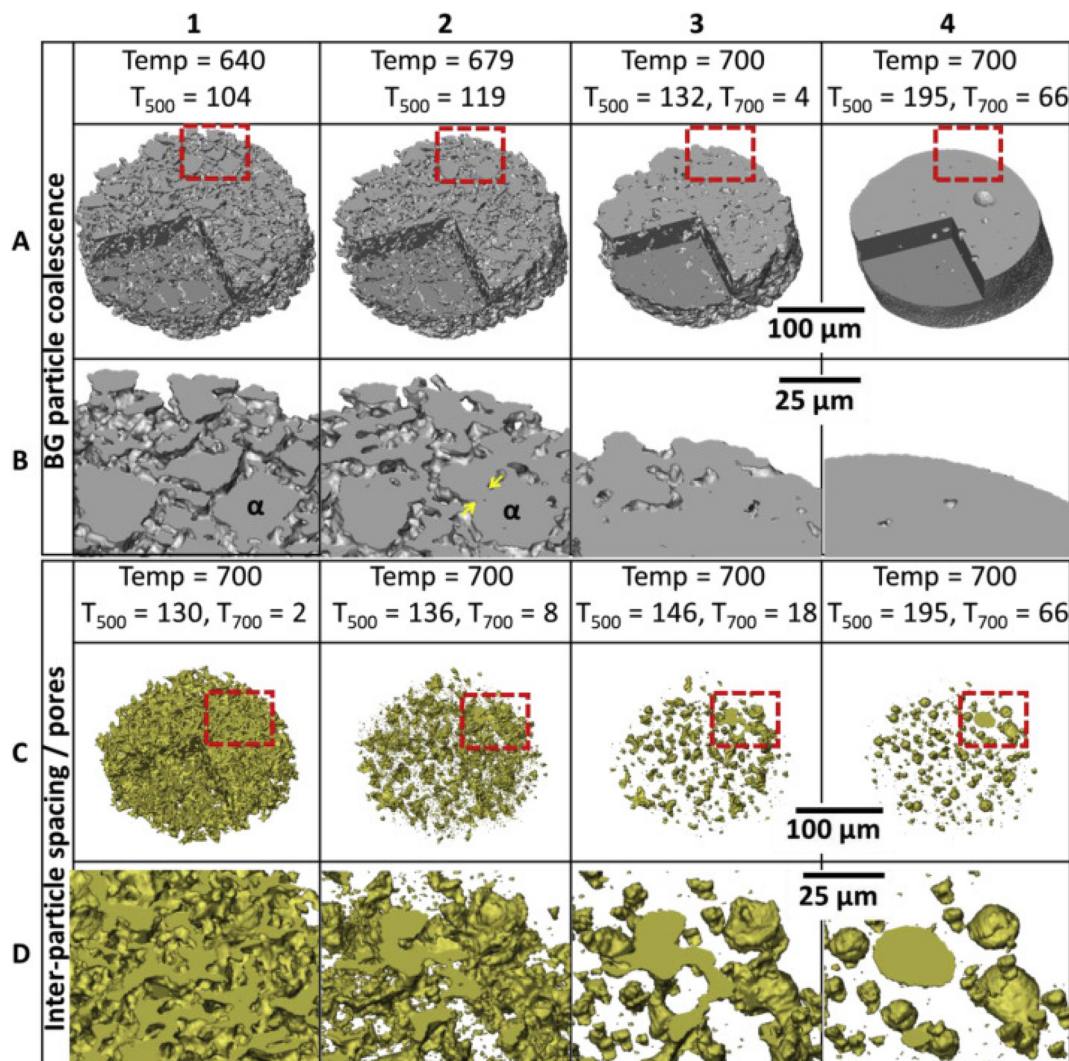 1 2 3 4
Temp = 640 Temp = 679 Temp = 700 Temp = 700
T500 = 104 T500 = 119 T500 = 132, T700 = 4 T500 = 195, T700 = 66
A
BG particle coalescence
100 µm
25 µm
B
α α
Temp = 700 Temp = 700 Temp = 700 Temp = 700
T500 = 130, T700 = 2 T500 = 136, T700 = 8 T500 = 146, T700 = 18 T500 = 195, T700 = 66
C
Inter-particle spacing / pores
100 µm
25 µm
D